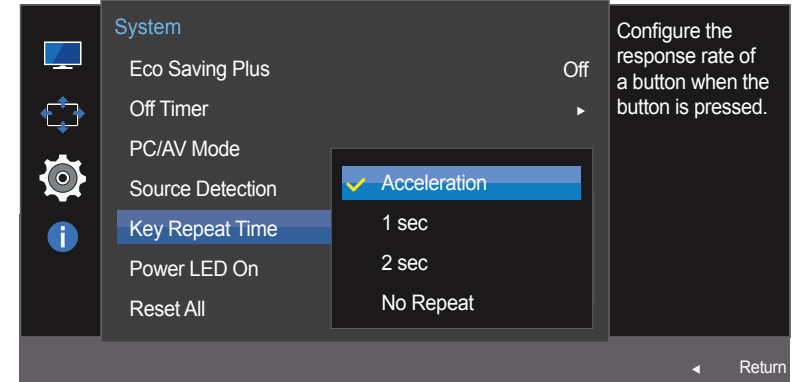 System
Eco Saving Plus Off
Off Timer ▸
PC/AV Mode
Source Detection
Key Repeat Time
Power LED On
Reset All
Acceleration
1 sec
2 sec
No Repeat
Configure the
response rate of
a button when the
button is pressed.
◂ Return